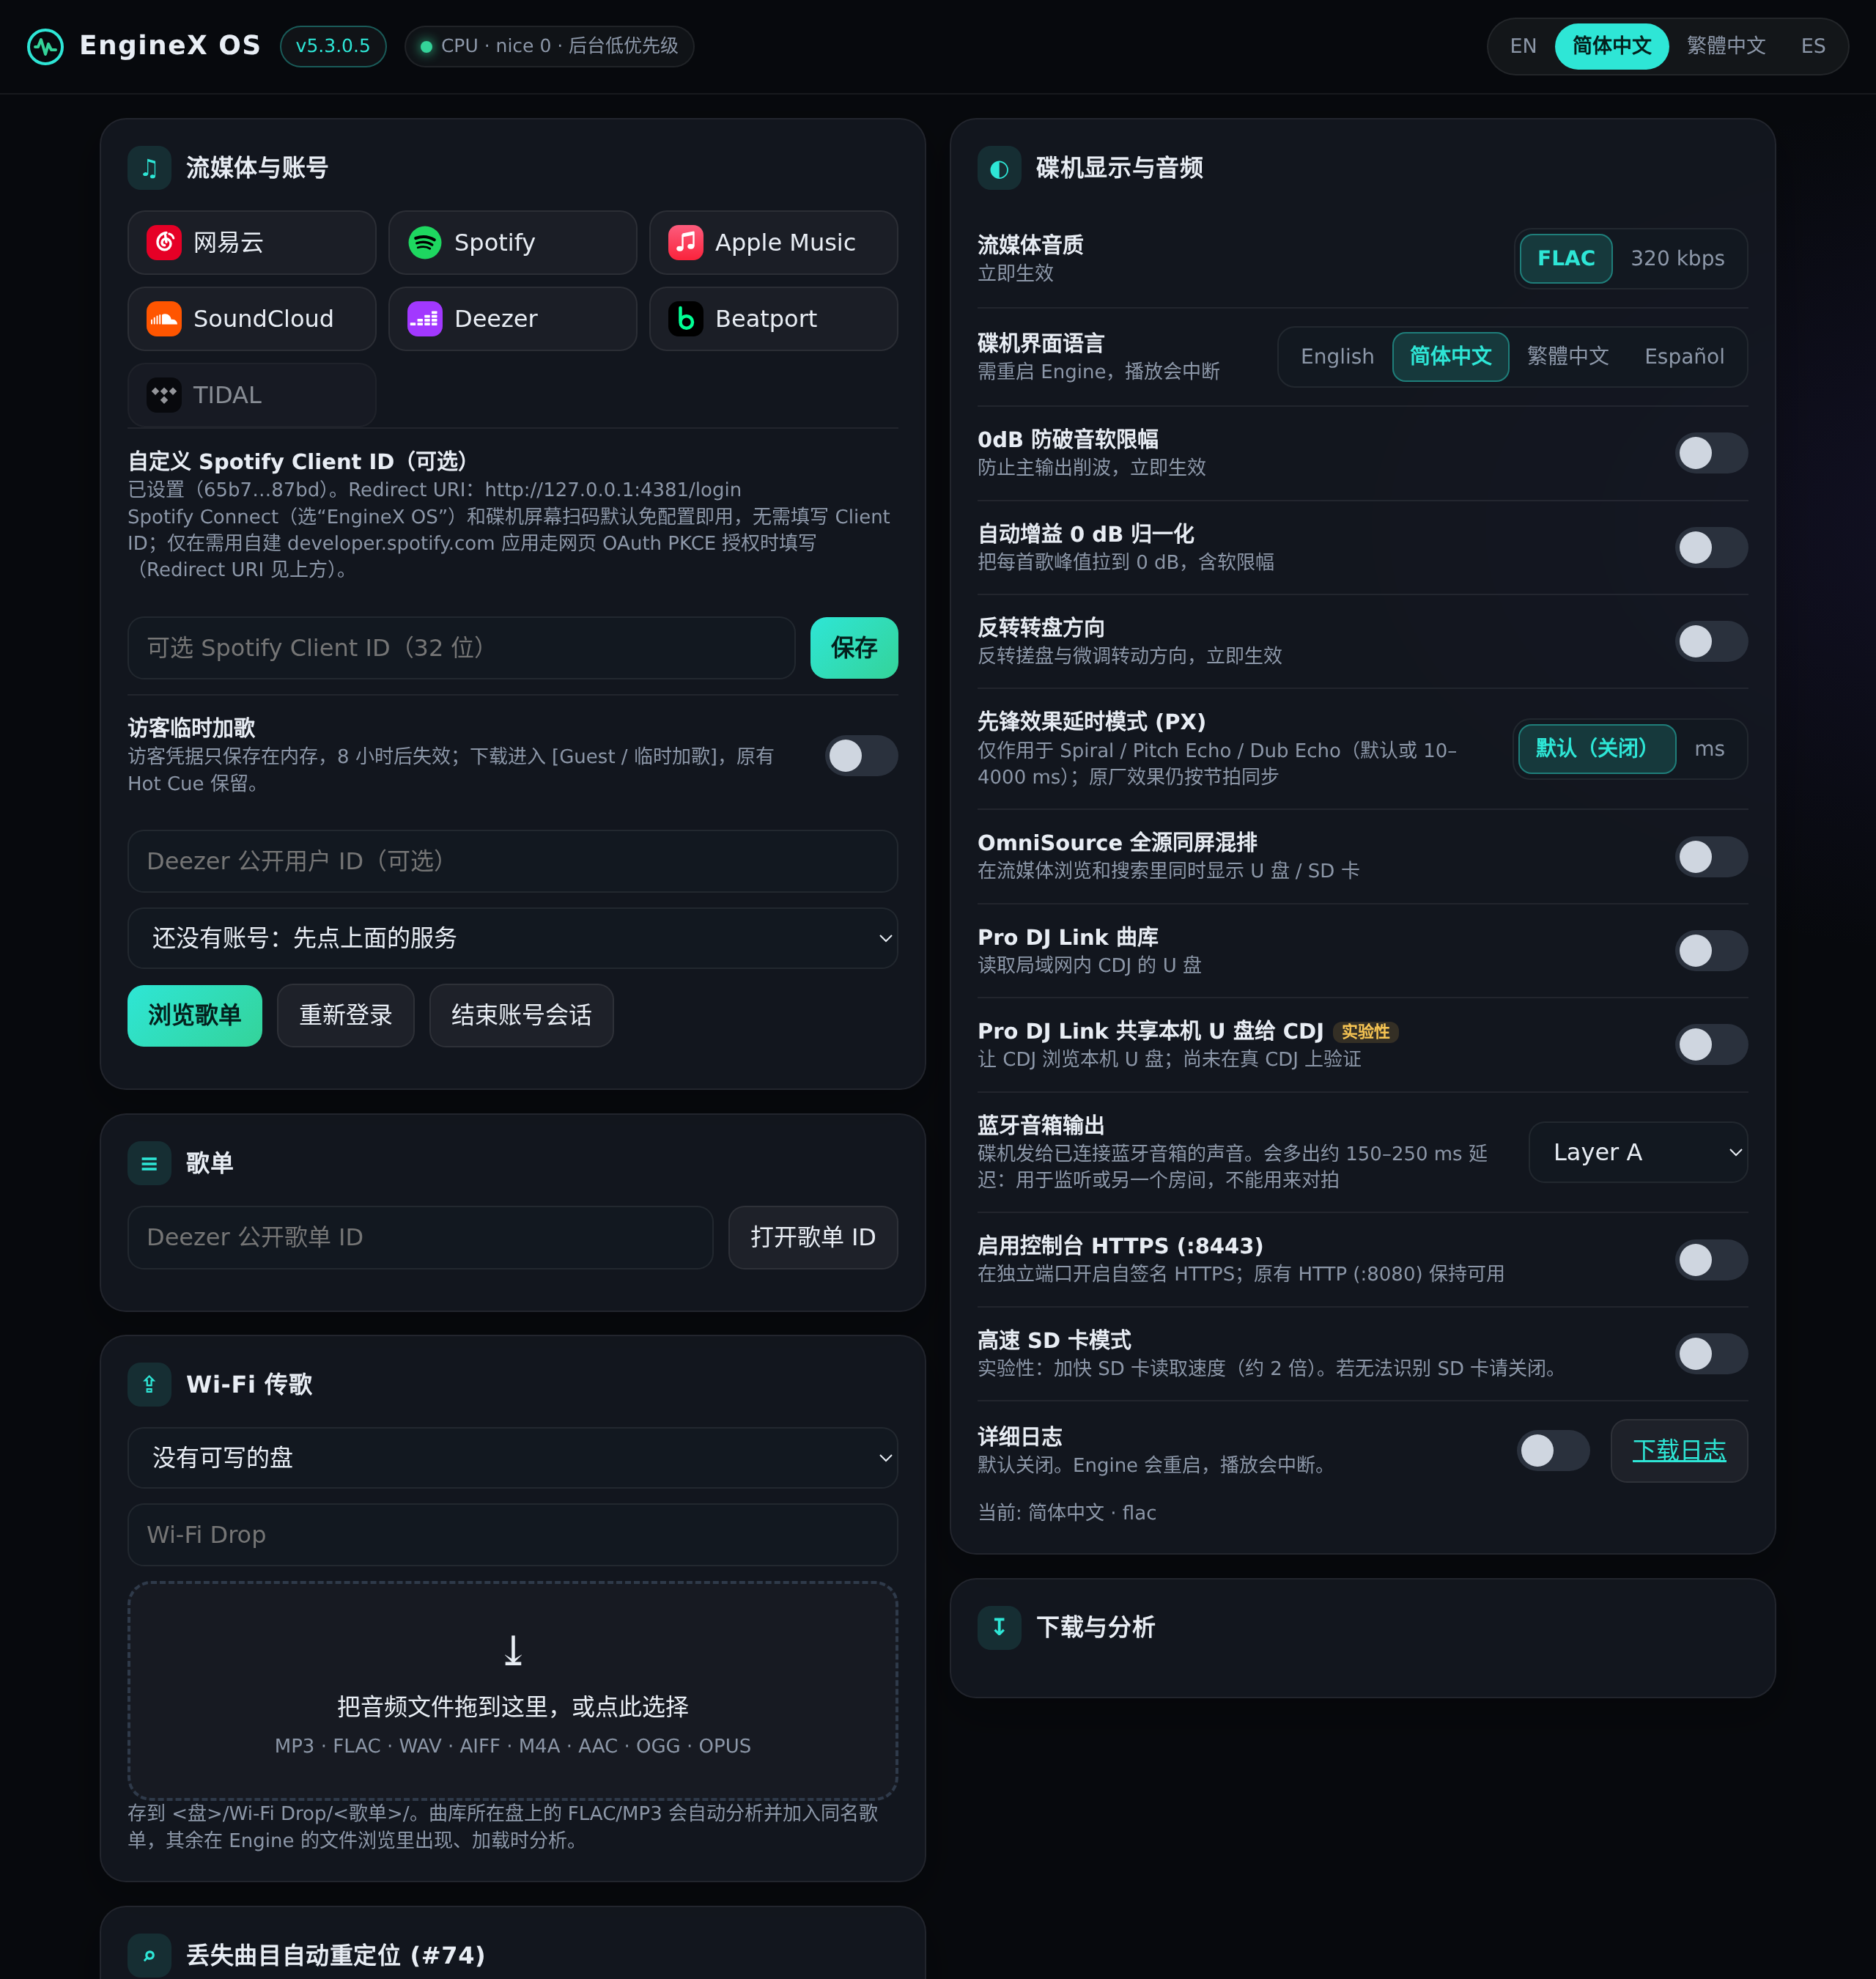 EngineX OS
v5.3.0.5
CPU · nice 0 · 后台低优先级
EN
简体中文
繁體中文
ES
流媒体与账号
网易云
Spotify
Apple Music
SoundCloud
Deezer
Beatport
TIDAL
自定义 Spotify Client ID（可选）
已设置（65b7…87bd）。Redirect URI：http://127.0.0.1:4381/login
Spotify Connect（选“EngineX OS”）和碟机屏幕扫码默认免配置即用，无需填写 Client
ID；仅在需用自建 developer.spotify.com 应用走网页 OAuth PKCE 授权时填写
（Redirect URI 见上方）。
可选 Spotify Client ID（32 位）
保存
访客临时加歌
访客凭据只保存在内存，8 小时后失效；下载进入 [Guest / 临时加歌]，原有
Hot Cue 保留。
Deezer 公开用户 ID（可选）
还没有账号：先点上面的服务
浏览歌单
重新登录
结束账号会话
歌单
Deezer 公开歌单 ID
打开歌单 ID
Wi-Fi 传歌
没有可写的盘
Wi-Fi Drop
把音频文件拖到这里，或点此选择
MP3 · FLAC · WAV · AIFF · M4A · AAC · OGG · OPUS
存到 <盘>/Wi-Fi Drop/<歌单>/。曲库所在盘上的 FLAC/MP3 会自动分析并加入同名歌
单，其余在 Engine 的文件浏览里出现、加载时分析。
丢失曲目自动重定位 (#74)
碟机显示与音频
流媒体音质
立即生效
FLAC
320 kbps
碟机界面语言
需重启 Engine，播放会中断
English
简体中文
繁體中文
Español
0dB 防破音软限幅
防止主输出削波，立即生效
自动增益 0 dB 归一化
把每首歌峰值拉到 0 dB，含软限幅
反转转盘方向
反转搓盘与微调转动方向，立即生效
先锋效果延时模式 (PX)
仅作用于 Spiral / Pitch Echo / Dub Echo（默认或 10–
4000 ms）；原厂效果仍按节拍同步
默认（关闭）
ms
OmniSource 全源同屏混排
在流媒体浏览和搜索里同时显示 U 盘 / SD 卡
Pro DJ Link 曲库
读取局域网内 CDJ 的 U 盘
Pro DJ Link 共享本机 U 盘给 CDJ 实验性
让 CDJ 浏览本机 U 盘；尚未在真 CDJ 上验证
蓝牙音箱输出
碟机发给已连接蓝牙音箱的声音。会多出约 150–250 ms 延
迟：用于监听或另一个房间，不能用来对拍
Layer A
启用控制台 HTTPS (:8443)
在独立端口开启自签名 HTTPS；原有 HTTP (:8080) 保持可用
高速 SD 卡模式
实验性：加快 SD 卡读取速度（约 2 倍）。若无法识别 SD 卡请关闭。
详细日志
默认关闭。Engine 会重启，播放会中断。
下载日志
当前: 简体中文 · flac
下载与分析